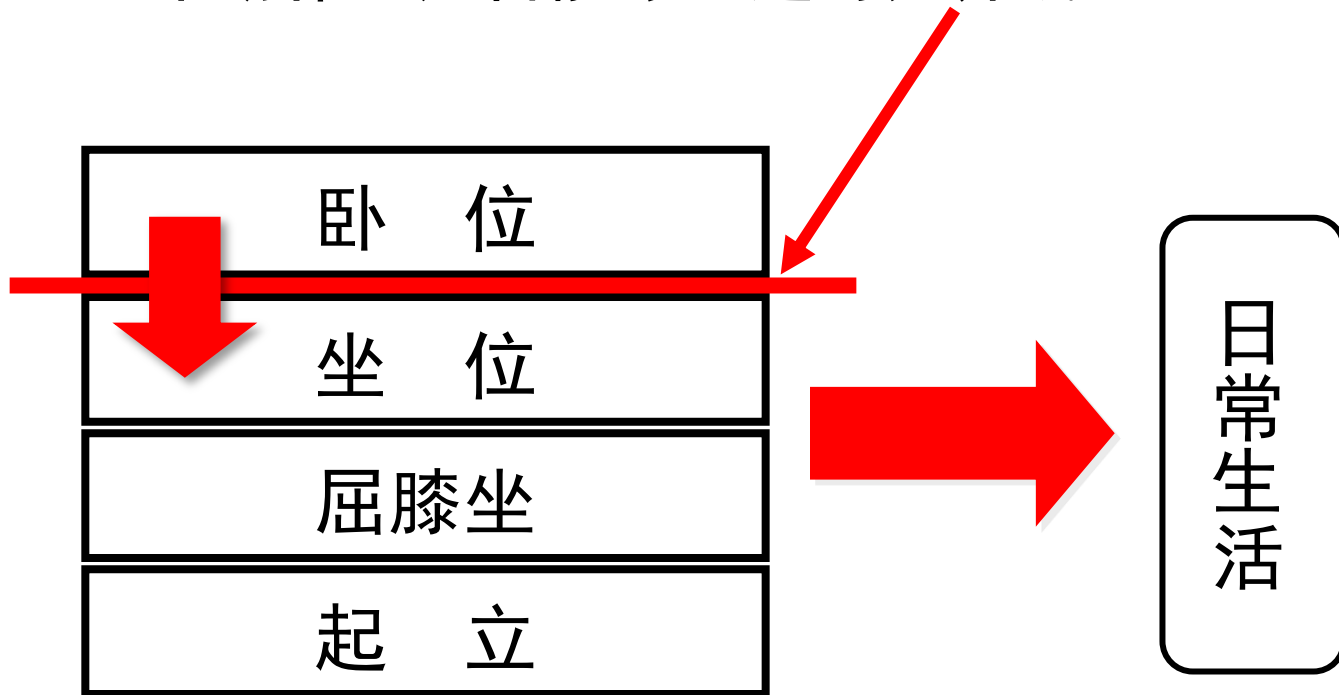 卧　位
坐　位
屈膝坐
起　立
日常生活